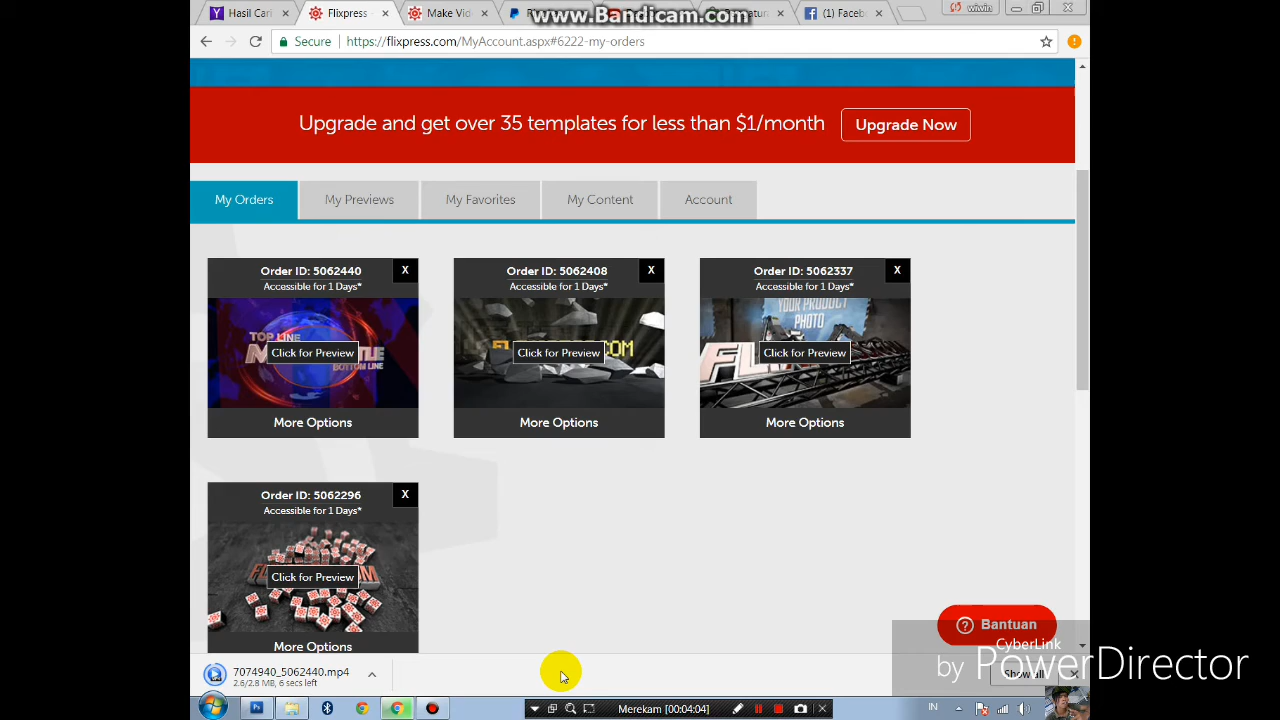 www.Bandicam.com
Hasil Cari
Flixpress -
Make Vid
(1) Faceb
wivin
Secure
https://flixpress.com/MyAccount.aspx#6222-my-orders
Upgrade and get over 35 templates for less than $1/month
Upgrade Now
My Orders
My Previews
My Favorites
My Content
Account
Order ID: 5062440
Accessible for 1 Days*
TOP LINE
BOTTOM LINE
Click for Preview
More Options
Order ID: 5062408
Accessible for 1 Days*
Click for Preview
More Options
Order ID: 5062337
Accessible for 1 Days*
YOUR PRODUCT
PHOTO
Click for Preview
More Options
Order ID: 5062296
Accessible for 1 Days*
Click for Preview
More Options
Bantuan
CyberLink
by PowerDirector
7074940_5062440.mp4
2.6/2.8 MB, 6 secs left
Show all
Merekam [00:04:04]
IN